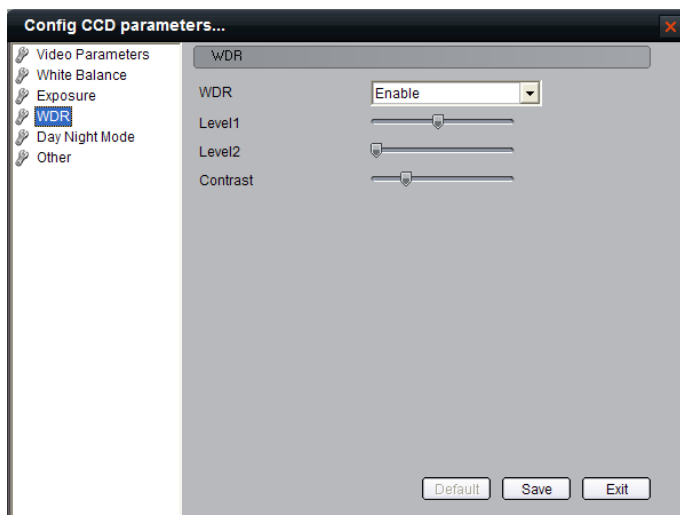 Config CCD parameters...
Video Parameters
White Balance
Exposure
WDR
Day Night Mode
Other
WDR
WDR
Enable
Level1
Level2
Contrast
Default
Save
Exit